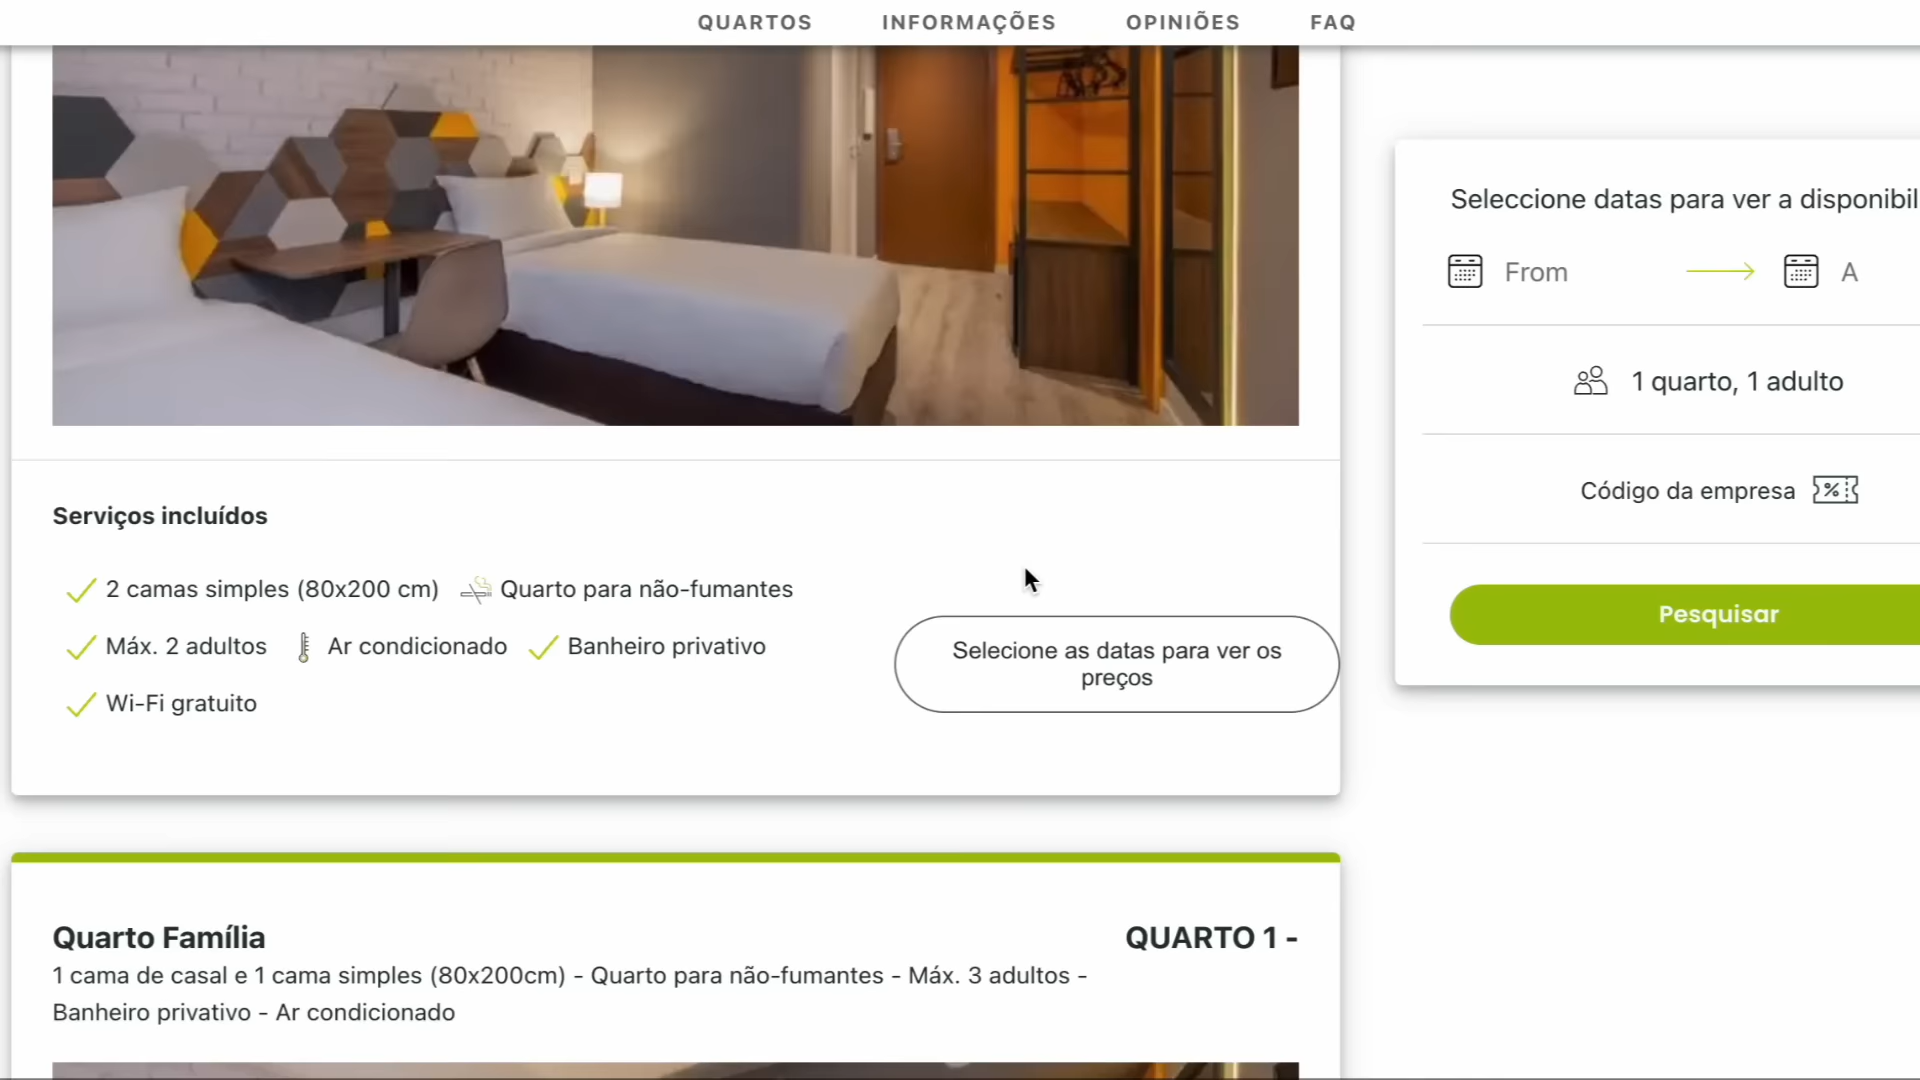 QUARTOS INFORMAÇÕES OPINIÕES FAQ
Seleccione datas para ver a disponibil
From A
1 quarto, 1 adulto
Código da empresa
Pesquisar
Serviços incluídos
2 camas simples (80x200 cm) Quarto para não-fumantes
Máx. 2 adultos Ar condicionado Banheiro privativo
Wi-Fi gratuito
Selecione as datas para ver os
preços
Quarto Família QUARTO 1 -
1 cama de casal e 1 cama simples (80x200cm) - Quarto para não-fumantes - Máx. 3 adultos -
Banheiro privativo - Ar condicionado